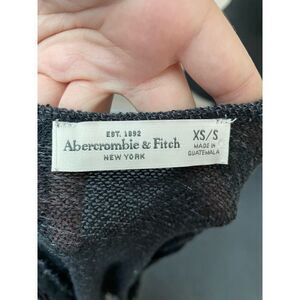 EST. 1892
Abercrombie & Fitch
NEW YORK
XS/S
MADE IN
GUATEMALA